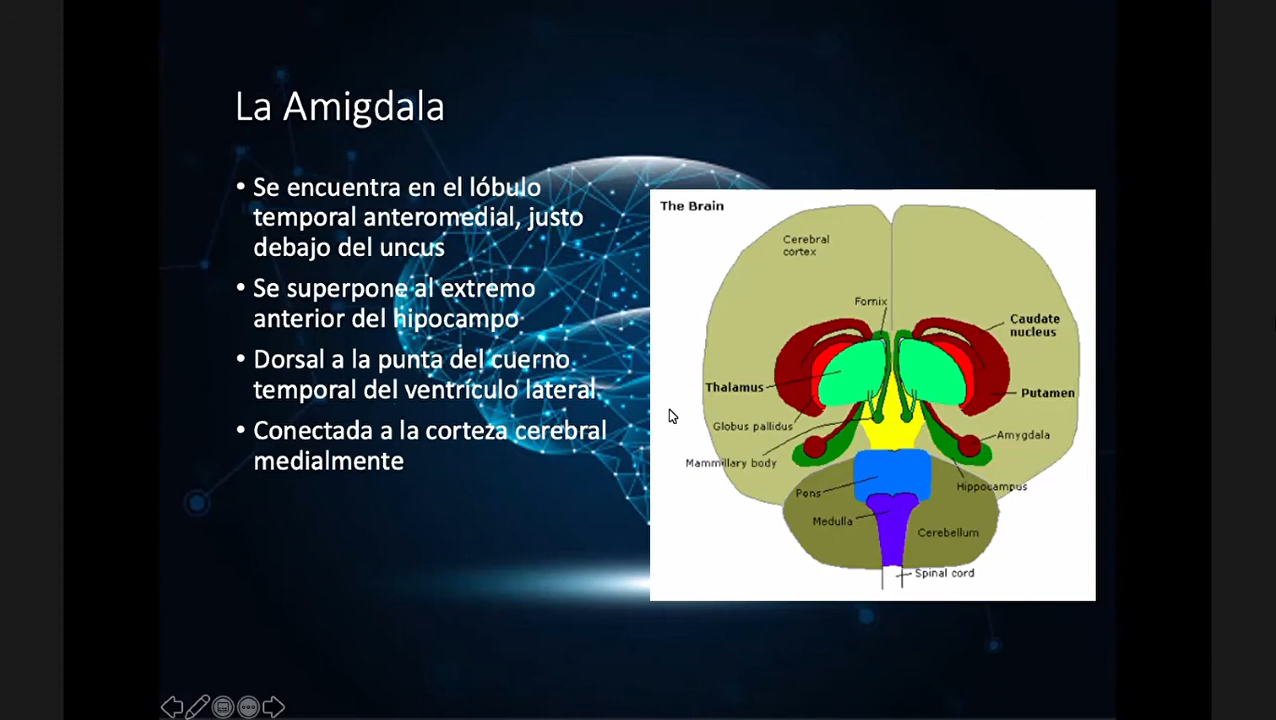 La Amigdala
• Se encuentra en el lóbulo
temporal anteromedial, justo
debajo del uncus
• Se superpone al extremo
anterior del hipocampo
• Dorsal a la punta del cuerno
temporal del ventrículo lateral
• Conectada a la corteza cerebral
medialmente
The Brain
Cerebral
cortex
Fornix
Caudate
nucleus
Thalamus
Putamen
Globus pallidus
Amygdala
Mammillary body
Hippocampus
Pons
Medulla
Cerebellum
Spinal cord